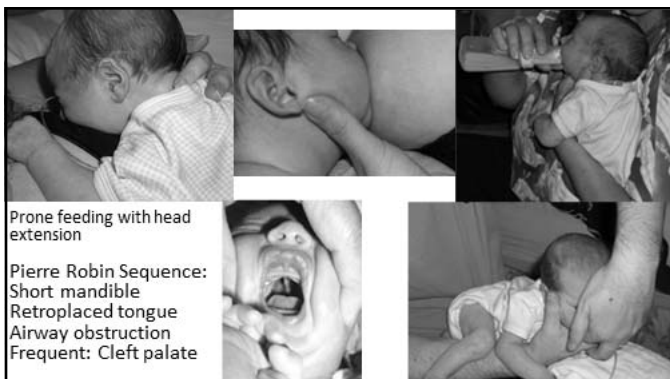 Prone feeding with head
extension
Pierre Robin Sequence:
Short mandible
Retroplaced tongue
Airway obstruction
Frequent: Cleft palate